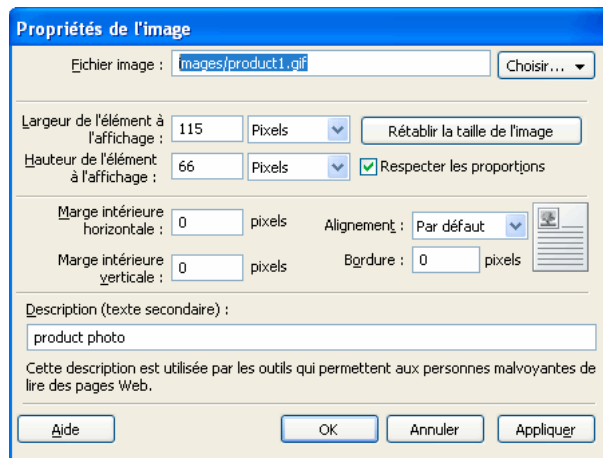 Propriétés de l'image
Fichier image : images/product1.gif Choisir...
Largeur de l'élément à
l'affichage : 115 Pixels Rétablir la taille de l'image
Hauteur de l'élément
à l'affichage : 66 Pixels Respecter les proportions
Marge intérieure
horizontale : 0 pixels Alignement : Par défaut
Marge intérieure
verticale : 0 pixels Bordure : 0 pixels
Description (texte secondaire) :
product photo
Cette description est utilisée par les outils qui permettent aux personnes malvoyantes de
lire des pages Web.
Aide OK Annuler Appliquer